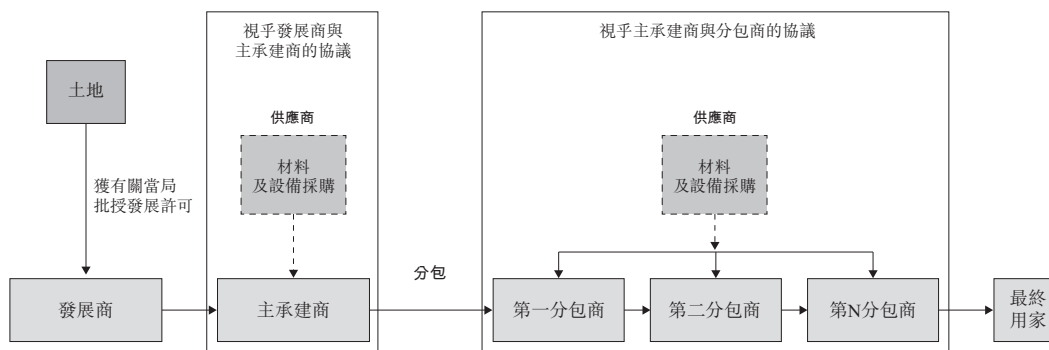 視乎發展商與
主承建商的協議
視乎主承建商與分包商的協議
土地
供應商
供應商
材料
及設備採購
材料
及設備採購
獲有關當局
批授發展許可
分包
發展商
主承建商
第一分包商
第二分包商
第N分包商
最終
用家